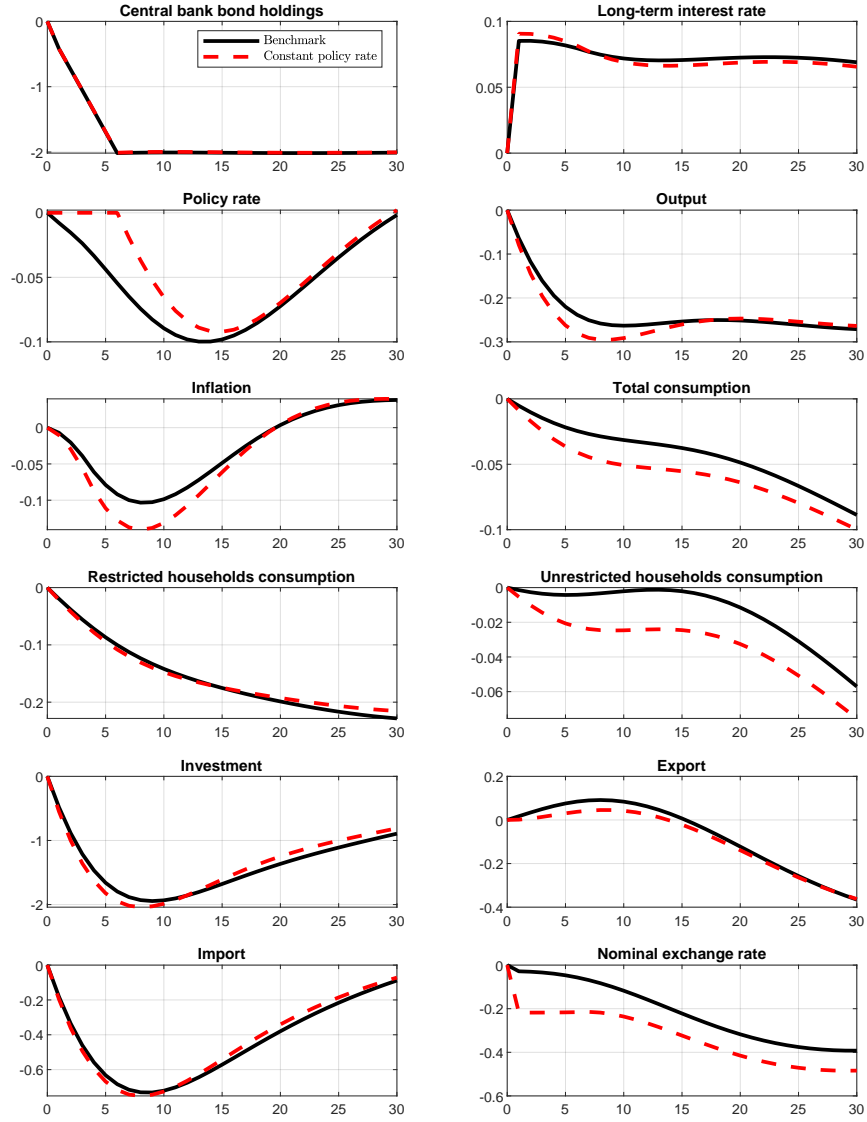 Central bank bond holdings
0
-1
-2
0 5 10 15 20 25 30
Benchmark
Constant policy rate
Long-term interest rate
0.1
0.05
0
0 5 10 15 20 25 30
Policy rate
0
-0.05
-0.1
0 5 10 15 20 25 30
Output
0
-0.1
-0.2
-0.3
0 5 10 15 20 25 30
Inflation
0
-0.05
-0.1
0 5 10 15 20 25 30
Total consumption
0
-0.05
-0.1
0 5 10 15 20 25 30
Restricted households consumption
0
-0.1
-0.2
0 5 10 15 20 25 30
Unrestricted households consumption
0
-0.02
-0.04
-0.06
0 5 10 15 20 25 30
Investment
0
-1
-2
0 5 10 15 20 25 30
Export
0.2
0
-0.2
-0.4
0 5 10 15 20 25 30
Import
0
-0.2
-0.4
-0.6
0 5 10 15 20 25 30
Nominal exchange rate
0
-0.2
-0.4
-0.6
0 5 10 15 20 25 30